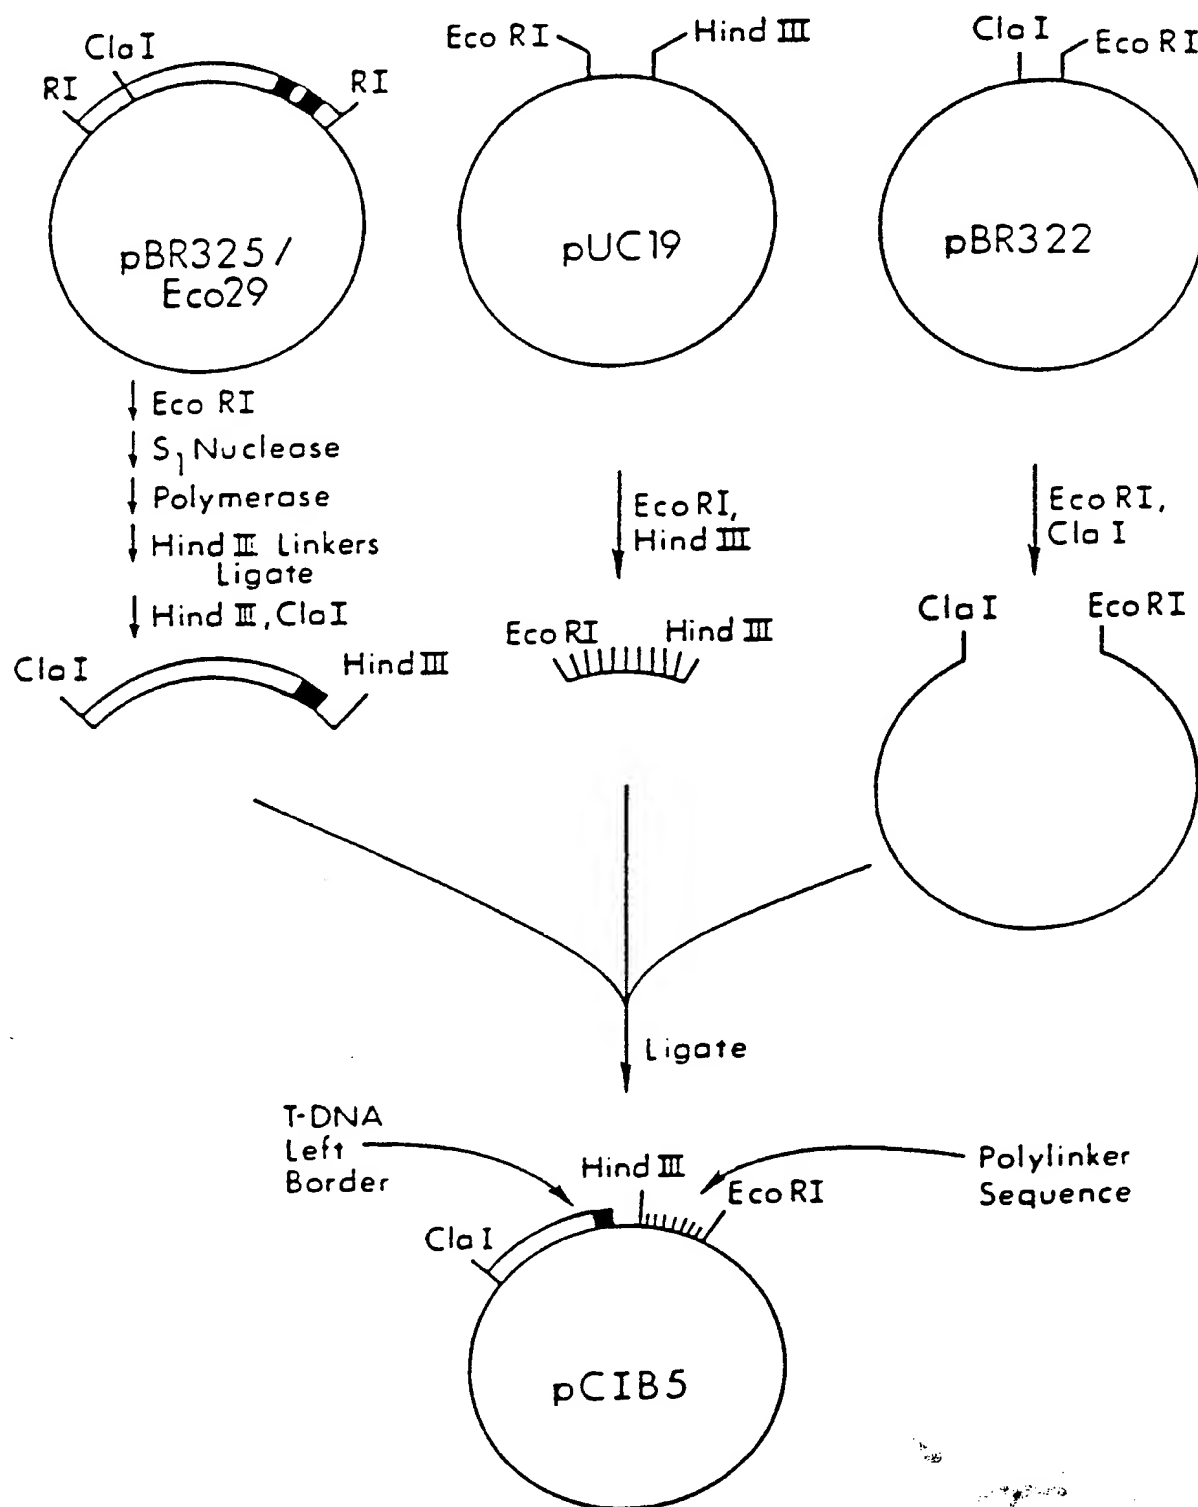 Cla I
RI
RI
pBR325/
Eco29
Eco RI
Hind III
pUC19
Cla I
Eco RI
pBR322
Eco RI
S1 Nuclease
Polymerase
Hind III Linkers
Ligate
Hind III, Cla I
Eco RI,
Hind III
Eco RI,
Cla I
Cla I
Hind III
Eco RI
Hind III
Cla I
Eco RI
Ligate
T-DNA
Left
Border
Hind III
Eco RI
Polylinker
Sequence
Cla I
pCIB5